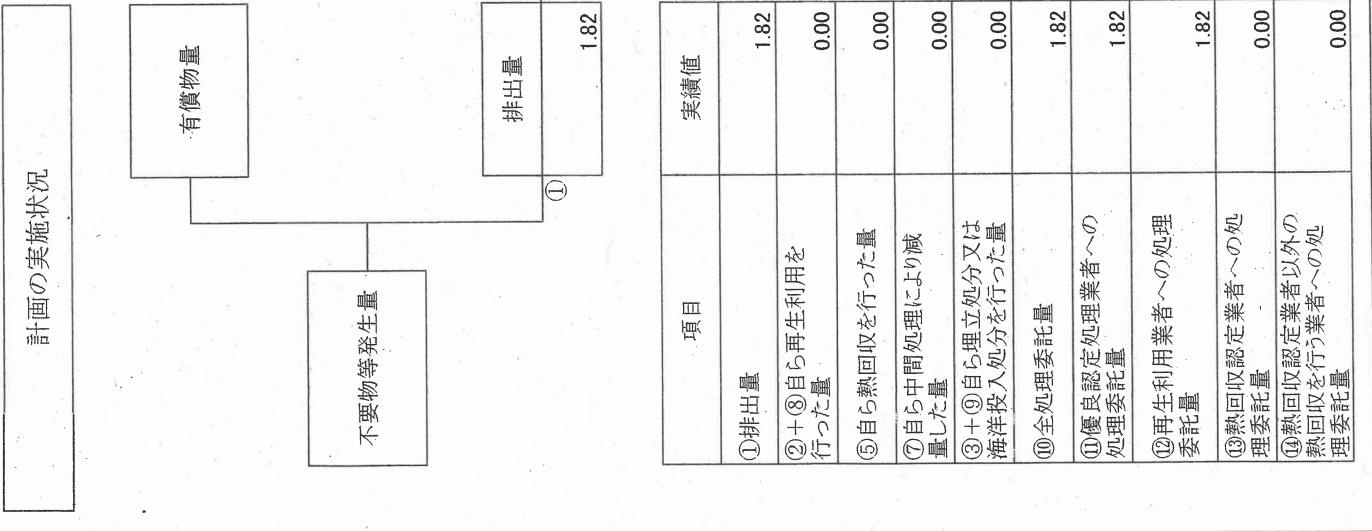 計画の実施状況
有償物量
不要物等発生量
排出量
①
1.82
項目
実績値
①排出量
1.82
②+⑧自ら再生利用を
行った量
0.00
⑤自ら熱回収を行った量
0.00
⑦自ら中間処理により減
量した量
0.00
③+⑨自ら埋立処分又は
海洋投入処分を行った量
0.00
⑩全処理委託量
1.82
⑪優良認定処理業者への
処理委託量
1.82
⑫再生利用業者への処理
委託量
1.82
⑬熱回収認定業者への処
理委託量
0.00
⑭熱回収認定業者以外の
熱回収を行う業者への処
理委託量
0.00